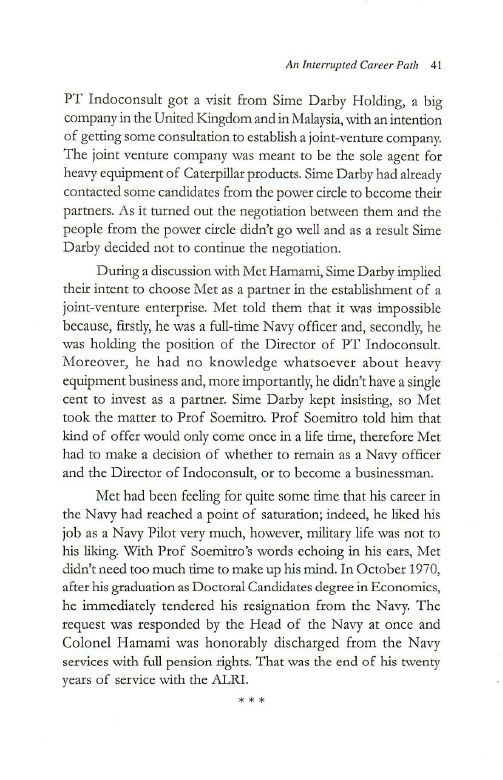 An Interrupted Career Path 41
PT Indoconsult got a visit from Sime Darby Holding, a big
company in the United Kingdom and in Malaysia, with an intention
of getting some consultation to establish a joint-venture company.
The joint venture company was meant to be the sole agent for
heavy equipment of Caterpillar products. Sime Darby had already
contacted some candidates from the power circle to become their
partners. As it turned out the negotiation between them and the
people from the power circle didn't go well and as a result Sime
Darby decided not to continue the negotiation.
During a discussion with Met Hamami, Sime Darby implied
their intent to choose Met as a partner in the establishment of a
joint-venture enterprise. Met told them that it was impossible
because, firstly, he was a full-time Navy officer and, secondly, he
was holding the position of the Director of PT Indoconsult.
Moreover, he had no knowledge whatsoever about heavy
equipment business and, more importantly, he didn't have a single
cent to invest as a partner. Sime Darby kept insisting, so Met
took the matter to Prof Soemitro. Prof Soemitro told him that
kind of offer would only come once in a life time, therefore Met
had to make a decision of whether to remain as a Navy officer
and the Director of Indoconsult, or to become a businessman.
Met had been feeling for quite some time that his career in
the Navy had reached a point of saturation; indeed, he liked his
job as a Navy Pilot very much, however, military life was not to
his liking. With Prof Soemitro's words echoing in his ears, Met
didn't need too much time to make up his mind. In October 1970,
after his graduation as Doctoral Candidates degree in Economics,
he immediately tendered his resignation from the Navy. The
request was responded by the Head of the Navy at once and
Colonel Hamami was honorably discharged from the Navy
services with full pension rights. That was the end of his twenty
years of service with the ALRI.
* * *